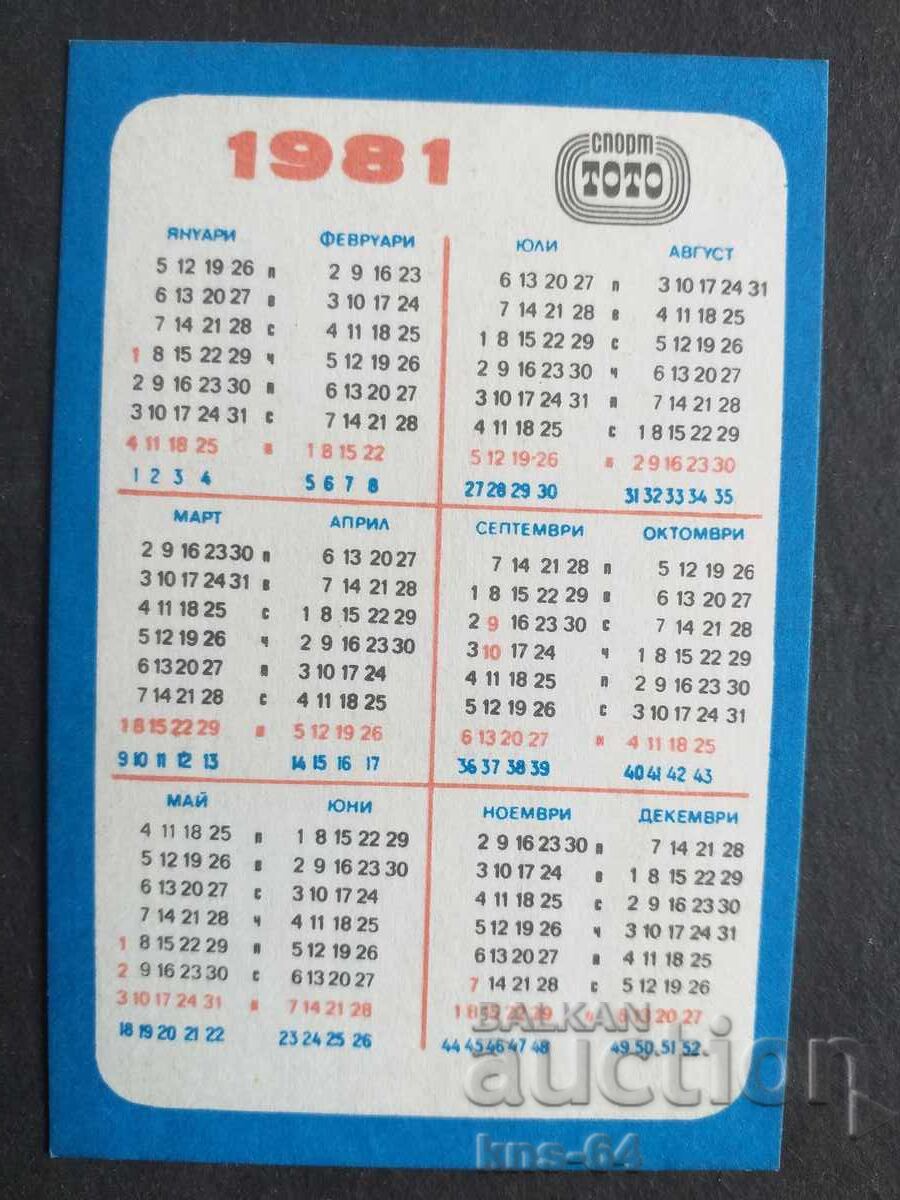 1981
спорт
ТОТО
ЯНУАРИ
5 12 19 26 п
6 13 20 27 в
7 14 21 28 с
1 8 15 22 29 ч
2 9 16 23 30 п
3 10 17 24 31 с
4 11 18 25 н
1 2 3 4
ФЕВРУАРИ
2 9 16 23
3 10 17 24
4 11 18 25
5 12 19 26
6 13 20 27
7 14 21 28
1 8 15 22
5 6 7 8
ЮЛИ
6 13 20 27 п
7 14 21 28 в
1 8 15 22 29 с
2 9 16 23 30 ч
3 10 17 24 31 п
4 11 18 25 с
5 12 19-26 н
27 28 29 30
АВГУСТ
3 10 17 24 31
4 11 18 25
5 12 19 26
6 13 20 27
7 14 21 28
1 8 15 22 29
2 9 16 23 30
31 32 33 34 35
МАРТ
2 9 16 23 30 п
3 10 17 24 31 в
4 11 18 25 с
5 12 19 26 ч
6 13 20 27 п
7 14 21 28 с
1 8 15 22 29 н
9 10 11 12 13
АПРИЛ
6 13 20 27
7 14 21 28
1 8 15 22 29
2 9 16 23 30
3 10 17 24
4 11 18 25
5 12 19 26
14 15 16 17
СЕПТЕМВРИ
7 14 21 28 п
1 8 15 22 29 в
2 9 16 23 30 с
3 10 17 24 ч
4 11 18 25 п
5 12 19 26 с
6 13 20 27 н
36 37 38 39
ОКТОМВРИ
5 12 19 26
6 13 20 27
7 14 21 28
1 8 15 22 29
2 9 16 23 30
3 10 17 24 31
4 11 18 25
40 41 42 43
МАЙ
4 11 18 25 п
5 12 19 26 в
6 13 20 27 с
7 14 21 28 ч
1 8 15 22 29 п
2 9 16 23 30 с
3 10 17 24 31 н
18 19 20 21 22
ЮНИ
1 8 15 22 29
2 9 16 23 30
3 10 17 24
4 11 18 25
5 12 19 26
6 13 20 27
7 14 21 28
23 24 25 26
НОЕМВРИ
2 9 16 23 30 п
3 10 17 24 в
4 11 18 25 с
5 12 19 26 ч
6 13 20 27 п
7 14 21 28 с
1 8 15 22 29
44 45 46 47 48
ДЕКЕМВРИ
7 14 21 28
1 8 15 22 29
2 9 16 23 30
3 10 17 24 31
4 11 18 25
5 12 19 26
6 13 20 27
49 50 51 52
BALKAN
auction
kns-64